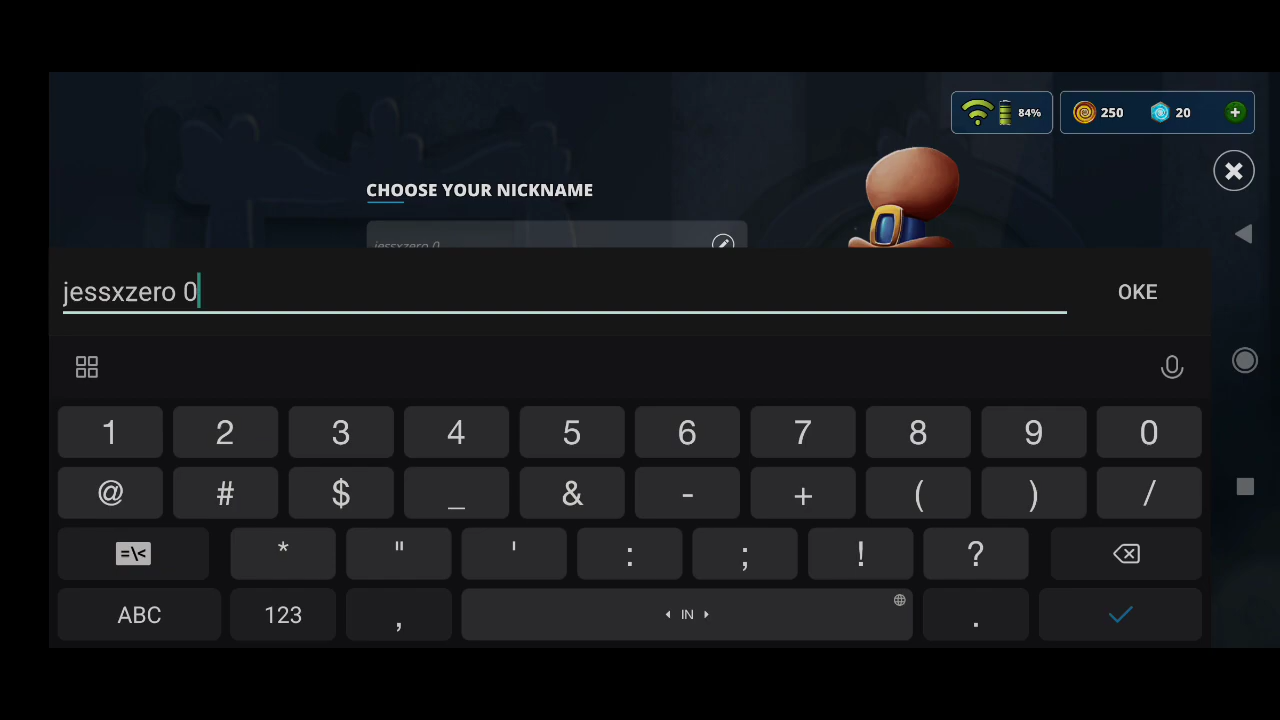 84%
250
20
+
CHOOSE YOUR NICKNAME
jessxzero 0
jessxzero 0
OKE
1 2 3 4 5 6 7 8 9 0
@ # $ _ & - + ( ) /
=\< * " ' : ; ! ?
ABC 123 , IN .